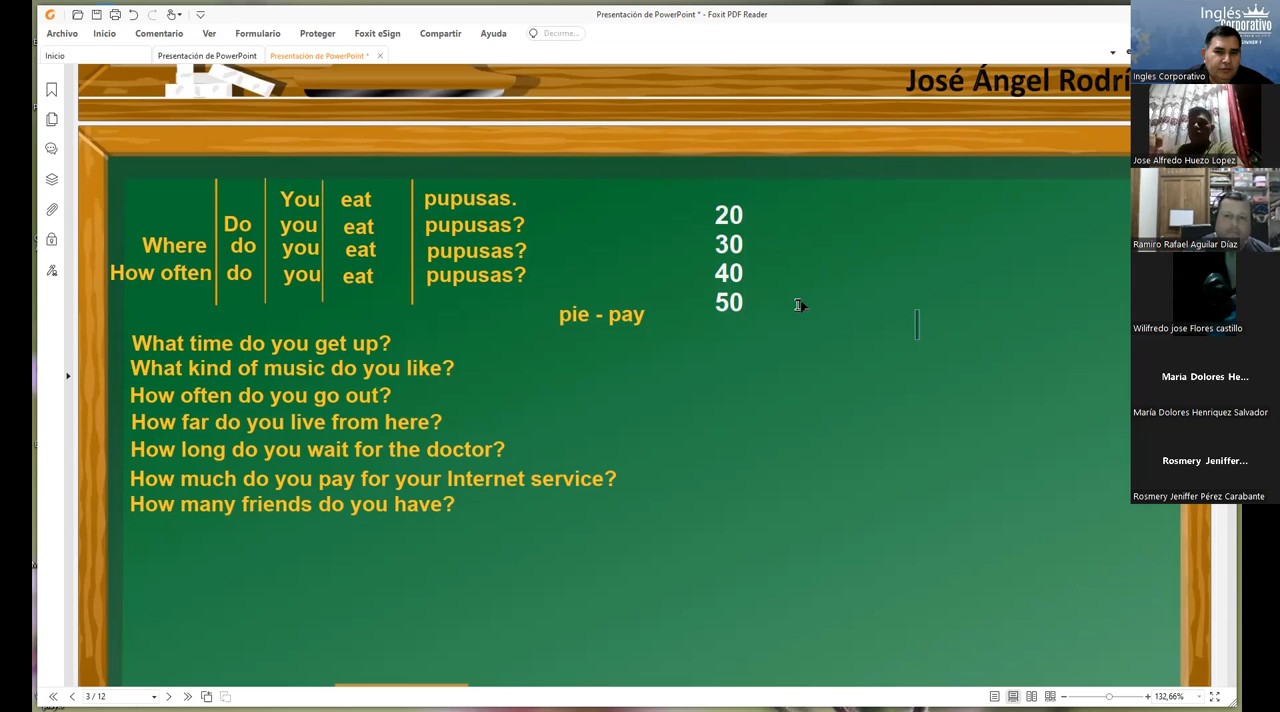 Presentación de PowerPoint * - Foxit PDF Reader
Archivo Inicio Comentario Ver Formulario Proteger Foxit eSign Compartir Ayuda Decirme...
Inicio Presentación de PowerPoint Presentación de PowerPoint *
José Ángel Rodrí
You eat pupusas.
Do you eat pupusas?
Where do you eat pupusas?
How often do you eat pupusas?
20
30
40
50
pie - pay
What time do you get up?
What kind of music do you like?
How often do you go out?
How far do you live from here?
How long do you wait for the doctor?
How much do you pay for your Internet service?
How many friends do you have?
Inglés
Corporativo
Ingles Corporativo
Jose Alfredo Huezo Lopez
Ramiro Rafael Aguilar Díaz
Wilifredo jose Flores castillo
Maria Dolores He...
María Dolores Henriquez Salvador
Rosmery Jeniffer...
Rosmery Jeniffer Pérez Carabante
3 / 12
132,66%